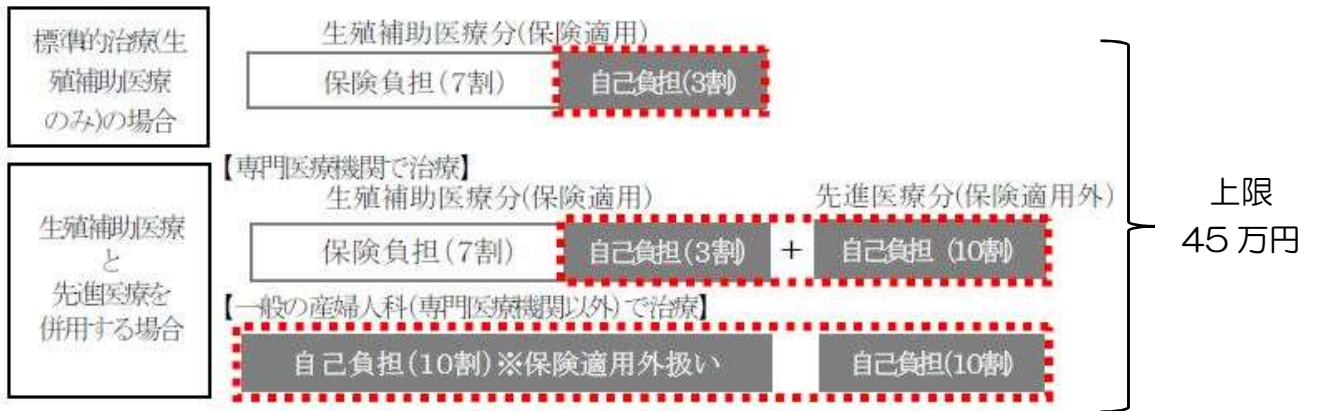 標準的治療(生
殖補助医療
のみ)の場合
生殖補助医療分(保険適用)
保険負担(7割)
自己負担(3割)
生殖補助医療
と
先進医療を
併用する場合
【専門医療機関で治療】
生殖補助医療分(保険適用)
先進医療分(保険適用外)
保険負担(7割)
自己負担(3割)
+
自己負担 (10割)
【一般の産婦人科(専門医療機関以外)で治療】
自己負担(10割)※保険適用外扱い
自己負担(10割)
上限
45万円